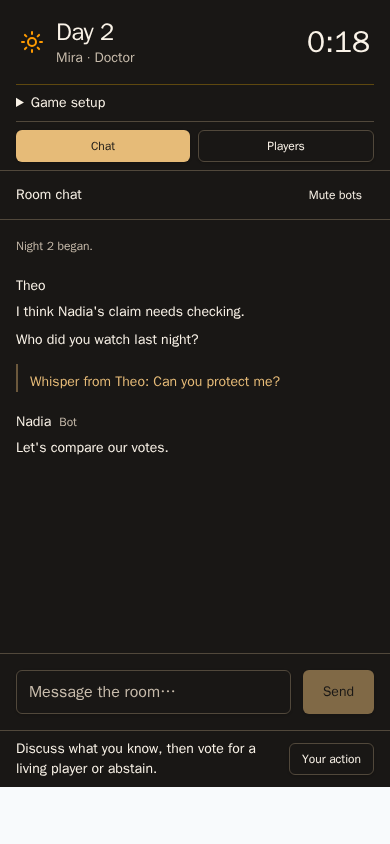 Day 2
Mira · Doctor
0:18
Game setup
Chat
Players
Room chat
Mute bots
Night 2 began.
Theo
I think Nadia's claim needs checking.
Who did you watch last night?
Whisper from Theo: Can you protect me?
Nadia Bot
Let's compare our votes.
Message the room…
Send
Discuss what you know, then vote for a
living player or abstain.
Your action